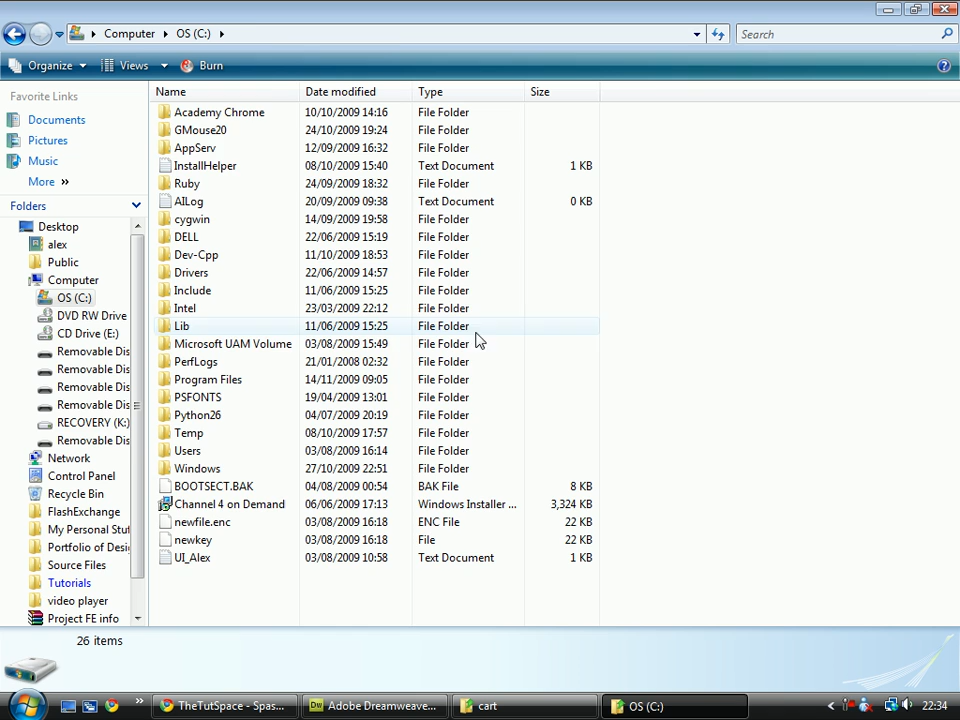 Computer OS (C:) Search
Organize Views Burn
Favorite Links
Documents
Pictures
Music
More »
Folders
Desktop
alex
Public
Computer
OS (C:)
DVD RW Drive
CD Drive (E:)
Removable Dis
Removable Dis
Removable Dis
Removable Dis
RECOVERY (K:)
Removable Dis
Network
Control Panel
Recycle Bin
FlashExchange
My Personal Stuf
Portfolio of Desig
Source Files
Tutorials
video player
Project FE info
Name Date modified Type Size
Academy Chrome 10/10/2009 14:16 File Folder
GMouse20 24/10/2009 19:24 File Folder
AppServ 12/09/2009 16:32 File Folder
InstallHelper 08/10/2009 15:40 Text Document 1 KB
Ruby 24/09/2009 18:32 File Folder
AILog 20/09/2009 09:38 Text Document 0 KB
cygwin 14/09/2009 19:58 File Folder
DELL 22/06/2009 15:19 File Folder
Dev-Cpp 11/10/2009 18:53 File Folder
Drivers 22/06/2009 14:57 File Folder
Include 11/06/2009 15:25 File Folder
Intel 23/03/2009 22:12 File Folder
Lib 11/06/2009 15:25 File Folder
Microsoft UAM Volume 03/08/2009 15:49 File Folder
PerfLogs 21/01/2008 02:32 File Folder
Program Files 14/11/2009 09:05 File Folder
PSFONTS 19/04/2009 13:01 File Folder
Python26 04/07/2009 20:19 File Folder
Temp 08/10/2009 17:57 File Folder
Users 03/08/2009 16:14 File Folder
Windows 27/10/2009 22:51 File Folder
BOOTSECT.BAK 04/08/2009 00:54 BAK File 8 KB
Channel 4 on Demand 06/06/2009 17:13 Windows Installer ... 3,324 KB
newfile.enc 03/08/2009 16:18 ENC File 22 KB
newkey 03/08/2009 16:18 File 22 KB
UI_Alex 03/08/2009 10:58 Text Document 1 KB
26 items
» TheTutSpace - Spas... Dw Adobe Dreamweave... cart OS (C:) 22:34